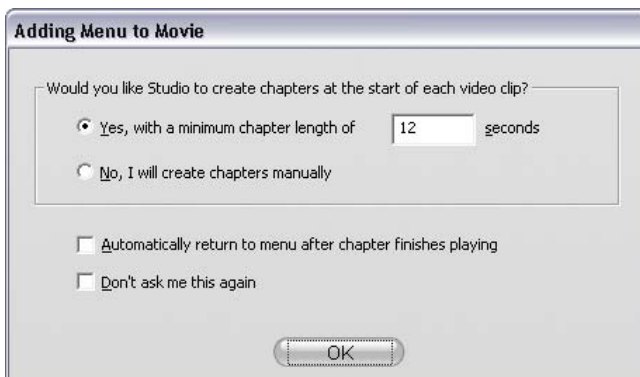 Adding Menu to Movie
Would you like Studio to create chapters at the start of each video clip?
Yes, with a minimum chapter length of 12 seconds
No, I will create chapters manually
Automatically return to menu after chapter finishes playing
Don't ask me this again
OK